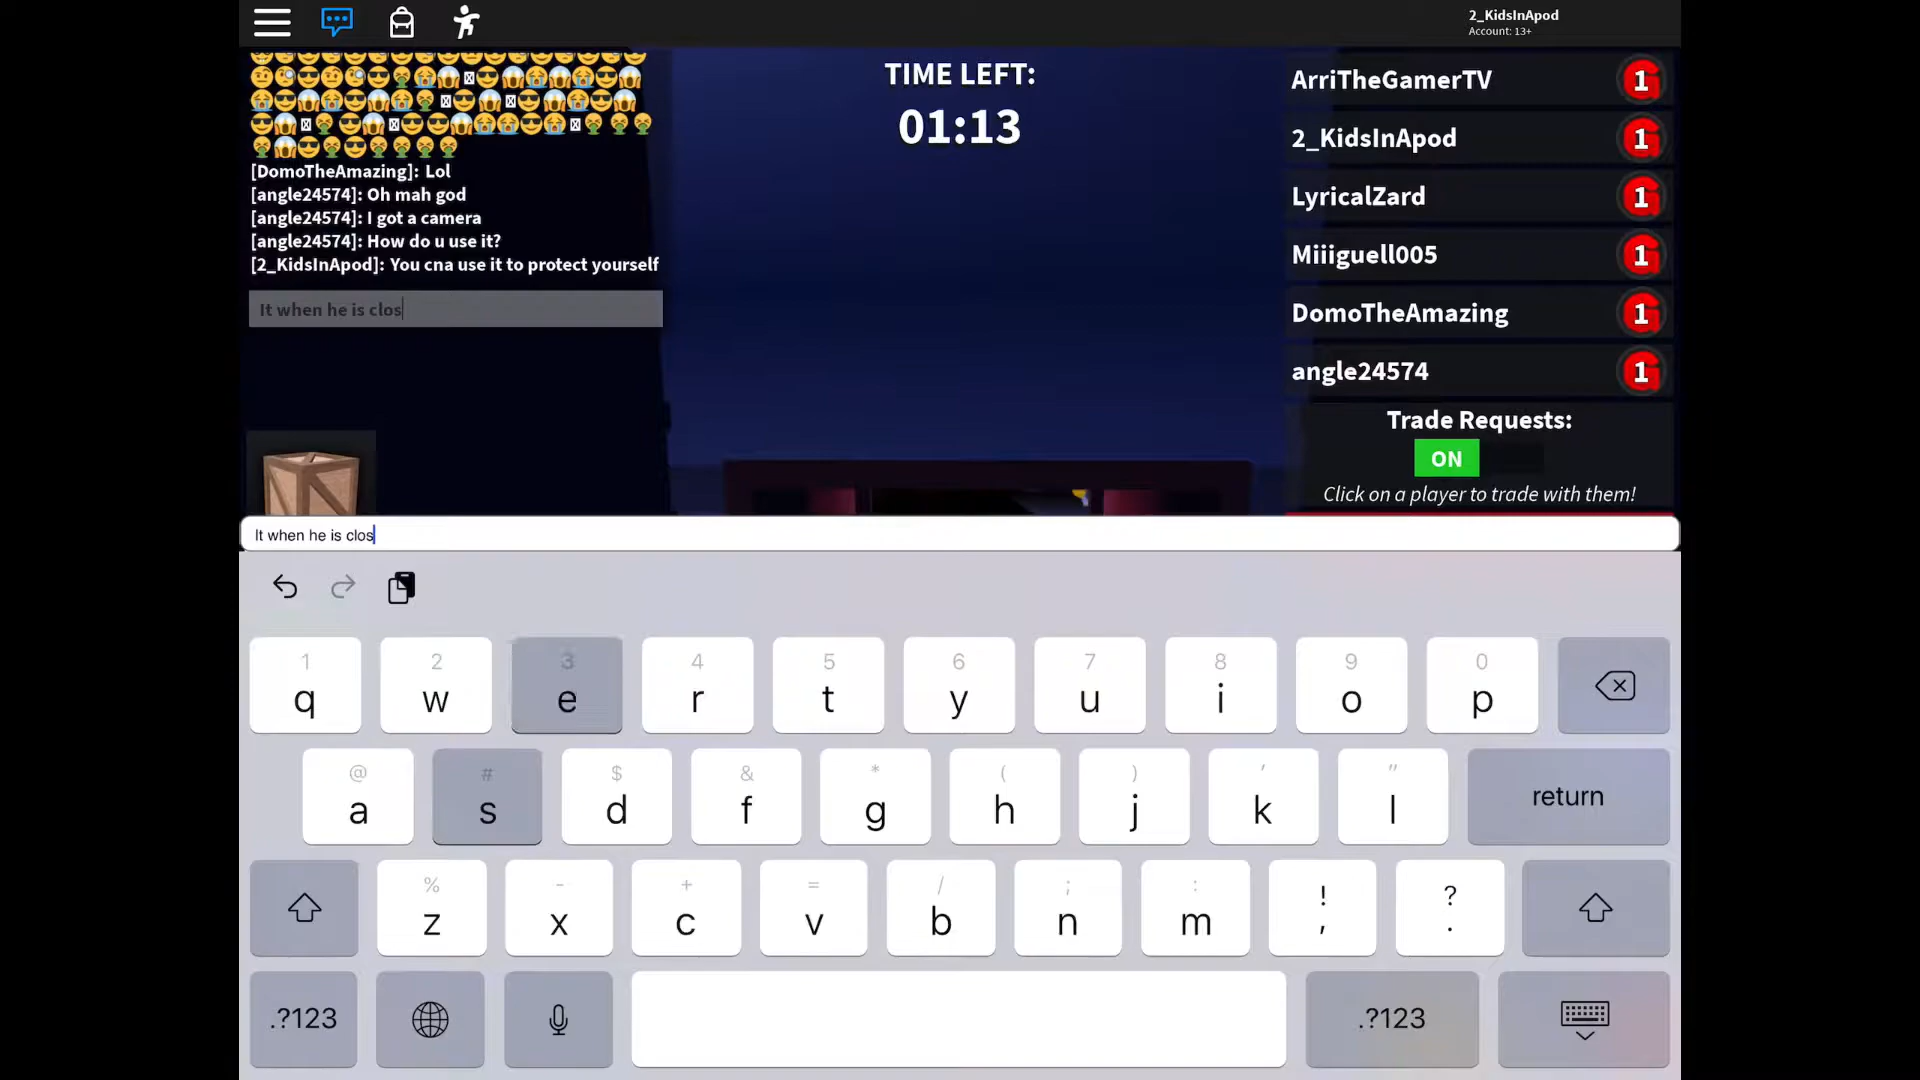 2_KidsInApod
Account: 13+
[DomoTheAmazing]: Lol
[angle24574]: Oh mah god
[angle24574]: I got a camera
[angle24574]: How do u use it?
[2_KidsInApod]: You cna use it to protect yourself
It when he is clos
TIME LEFT:
01:13
ArriTheGamerTV 1
2_KidsInApod 1
LyricalZard 1
Miiiguell005 1
DomoTheAmazing 1
angle24574 1
Trade Requests:
ON
Click on a player to trade with them!
It when he is clos
1 2 3 4 5 6 7 8 9 0
q w e r t y u i o p
@ # $ & * ( ) ' "
a s d f g h j k l return
% - + = / ; : ! ?
z x c v b n m , .
.?123 .?123